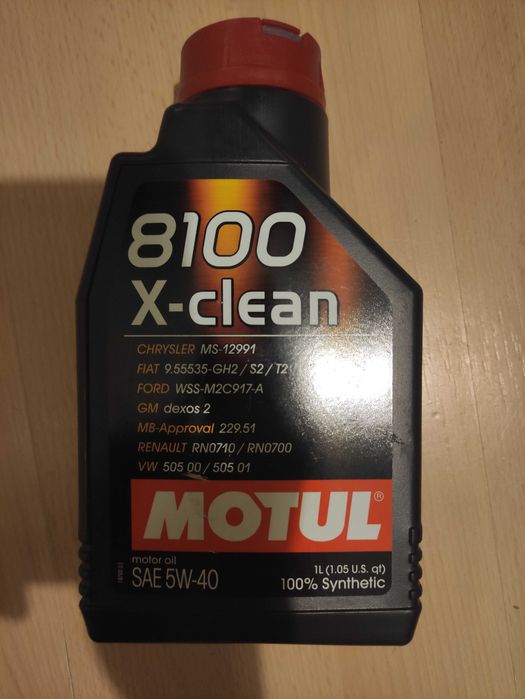 8100
X-clean
CHRYSLER MS-12991
FIAT 9.55535-GH2 / S2 / T2
FORD WSS-M2C917-A
GM dexos 2
MB-Approval 229.51
RENAULT RN0710 / RN0700
VW 505 00 / 505 01
MOTUL®
motor oil
SAE 5W-40
1L (1.05 U.S. qt)
100% Synthetic